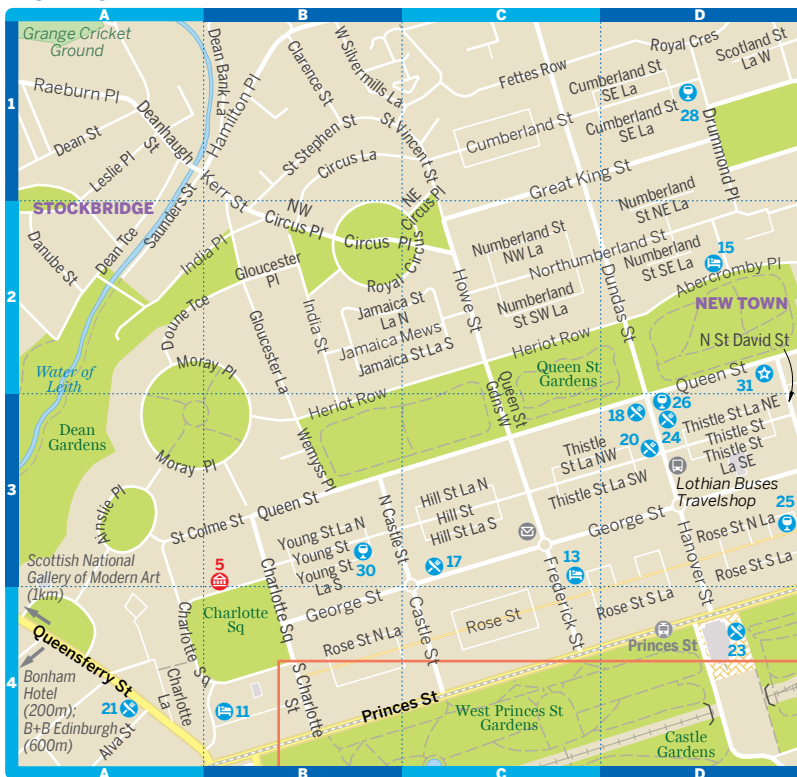 A
B
C
D
Grange Cricket
Ground
Raeburn Pl
Deanhaugh
St
Dean St
Leslie Pl
Dean Bank La
Hamilton Pl
Clarence St
W Silvermills La
St Stephen St
St Vincent St
Circus La
Kerr St
Fettes Row
Royal Cres
Scotland St
La W
Cumberland St
SE La
28
Cumberland St
Cumberland St
SE La
Drummond Pl
Great King St
1
STOCKBRIDGE
Saunders St
Danube St
Dean Tce
India Pl
NW
Circus Pl
Circus Pl
NE
Circus Pl
Royal Circus
Gloucester
Pl
Doune Tce
Gloucester La
India St
Jamaica St
La N
Jamaica Mews
Jamaica St La S
Howe St
Numberland St
NW La
Northumberland St
Numberland
St NE La
Numberland
St SE La
15
Numberland
St SW La
Dundas St
Abercromby Pl
NEW TOWN
N St David St
Heriot Row
Queen St
Gardens
Queen St
31
2
Water of
Leith
Moray Pl
Dean
Gardens
Heriot Row
Queen St
Gdns W
18
26
24
20
Thistle St La NE
Thistle St
Thistle St
La SE
Thistle
St La NW
Thistle St La SW
Lothian Buses
Travelshop
Wemyss Pl
Moray Pl
Ainslie Pl
St Colme St
Queen St
N Castle St
Hill St La N
Hill St
Hill St La S
Young St La N
Young St
Young St
La S
30
17
George St
13
Hanover St
Rose St N La
25
Rose St S La
3
Scottish National
Gallery of Modern Art
(1km)
5
Charlotte
Sq
Charlotte Sq
George St
Castle St
Frederick St
Rose St S La
Rose St
Rose St N La
Princes St
23
Queensferry St
Charlotte Sq
Charlotte
La
Bonham
Hotel
(200m);
B+B Edinburgh
(600m)
21
Alva St
11
S Charlotte
St
Princes St
West Princes St
Gardens
Castle
Gardens
4
A
B
C
D